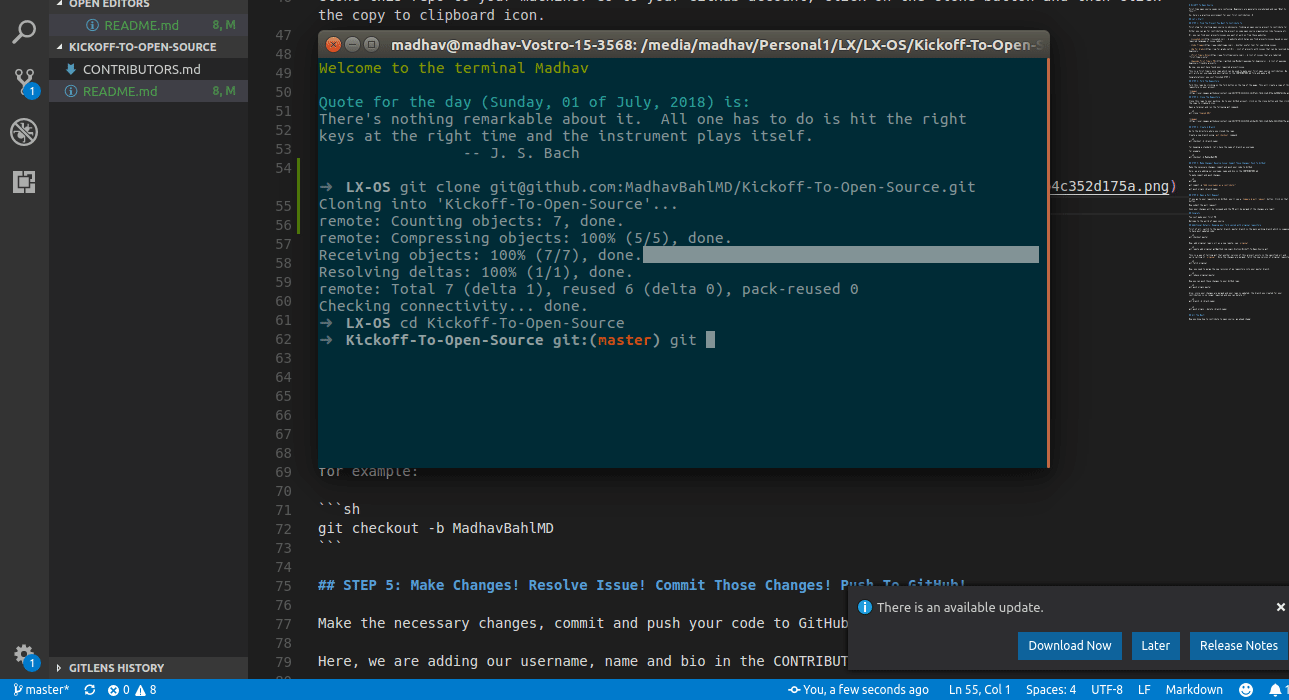 OPEN EDITORS
README.md 8, M
KICKOFF-TO-OPEN-SOURCE
CONTRIBUTORS.md
README.md 8, M
1
1
GITLENS HISTORY
the copy to clipboard icon.
47
48
49
50
51
52
53
54
55
56
57
58
59
60
61
62
63
64
65
66
67
68
69
70
71
72
73
74
75
76
77
78
79
madhav@madhav-Vostro-15-3568: /media/madhav/Personal1/LX/LX-OS/Kickoff-To-Open-S
Welcome to the terminal Madhav
Quote for the day (Sunday, 01 of July, 2018) is:
There's nothing remarkable about it.  All one has to do is hit the right
keys at the right time and the instrument plays itself.
-- J. S. Bach
→ LX-OS git clone git@github.com:MadhavBahlMD/Kickoff-To-Open-Source.git
Cloning into 'Kickoff-To-Open-Source'...
remote: Counting objects: 7, done.
remote: Compressing objects: 100% (5/5), done.
Receiving objects: 100% (7/7), done.
Resolving deltas: 100% (1/1), done.
remote: Total 7 (delta 1), reused 6 (delta 0), pack-reused 0
Checking connectivity... done.
→ LX-OS cd Kickoff-To-Open-Source
→ Kickoff-To-Open-Source git:(master) git
4c352d175a.png)
for example:
```sh
git checkout -b MadhavBahlMD
```
## STEP 5: Make Changes! Resolve Issue! Commit Those Changes! Push To GitHub!
Make the necessary changes, commit and push your code to GitHub
Here, we are adding our username, name and bio in the CONTRIBUT
There is an available update.
Download Now
Later
Release Notes
master* 0 8 You, a few seconds ago Ln 55, Col 1 Spaces: 4 UTF-8 LF Markdown 1